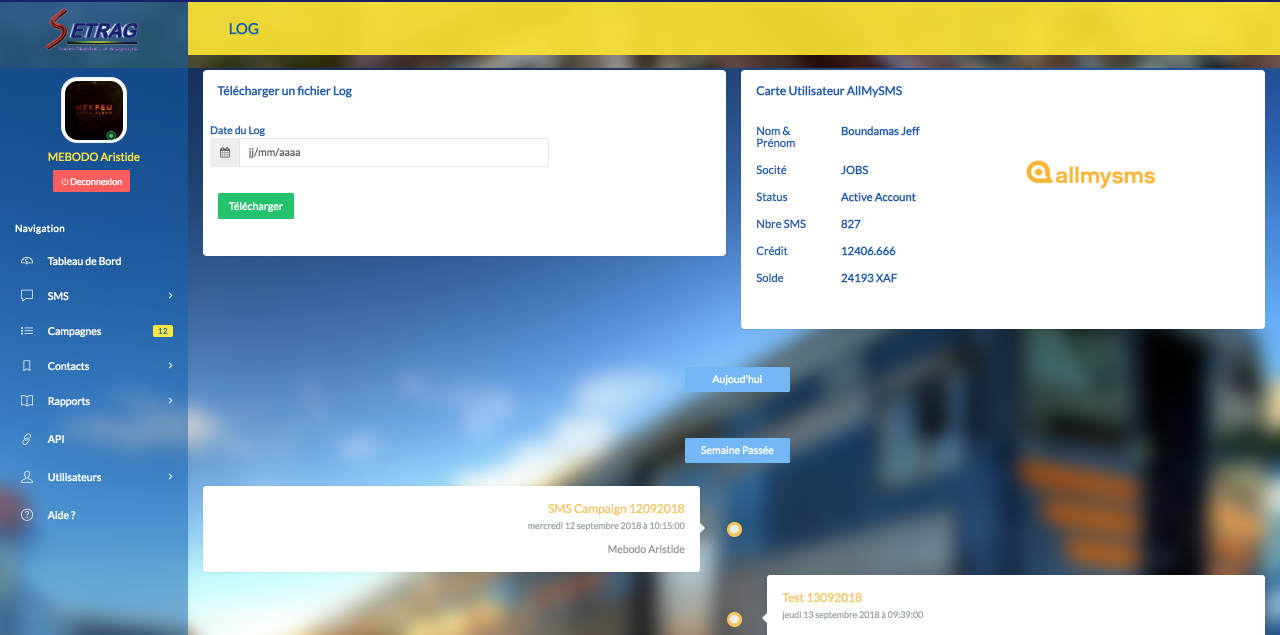 SETRAG
LOG
NEKFEU
MEBODO Aristide
Deconnexion
Navigation
Tableau de Bord
SMS
Campagnes 12
Contacts
Rapports
API
Utilisateurs
Aide ?
Télécharger un fichier Log
Date du Log
jj/mm/aaaa
Télécharger
Carte Utilisateur AllMySMS
Nom & Prénom Boundamas Jeff
Socité JOBS
Status Active Account
Nbre SMS 827
Crédit 12406.666
Solde 24193 XAF
allmysms
Aujoud'hui
Semaine Passée
SMS Campaign 12092018
mercredi 12 septembre 2018 à 10:15:00
Mebodo Aristide
Test 13092018
jeudi 13 septembre 2018 à 09:39:00